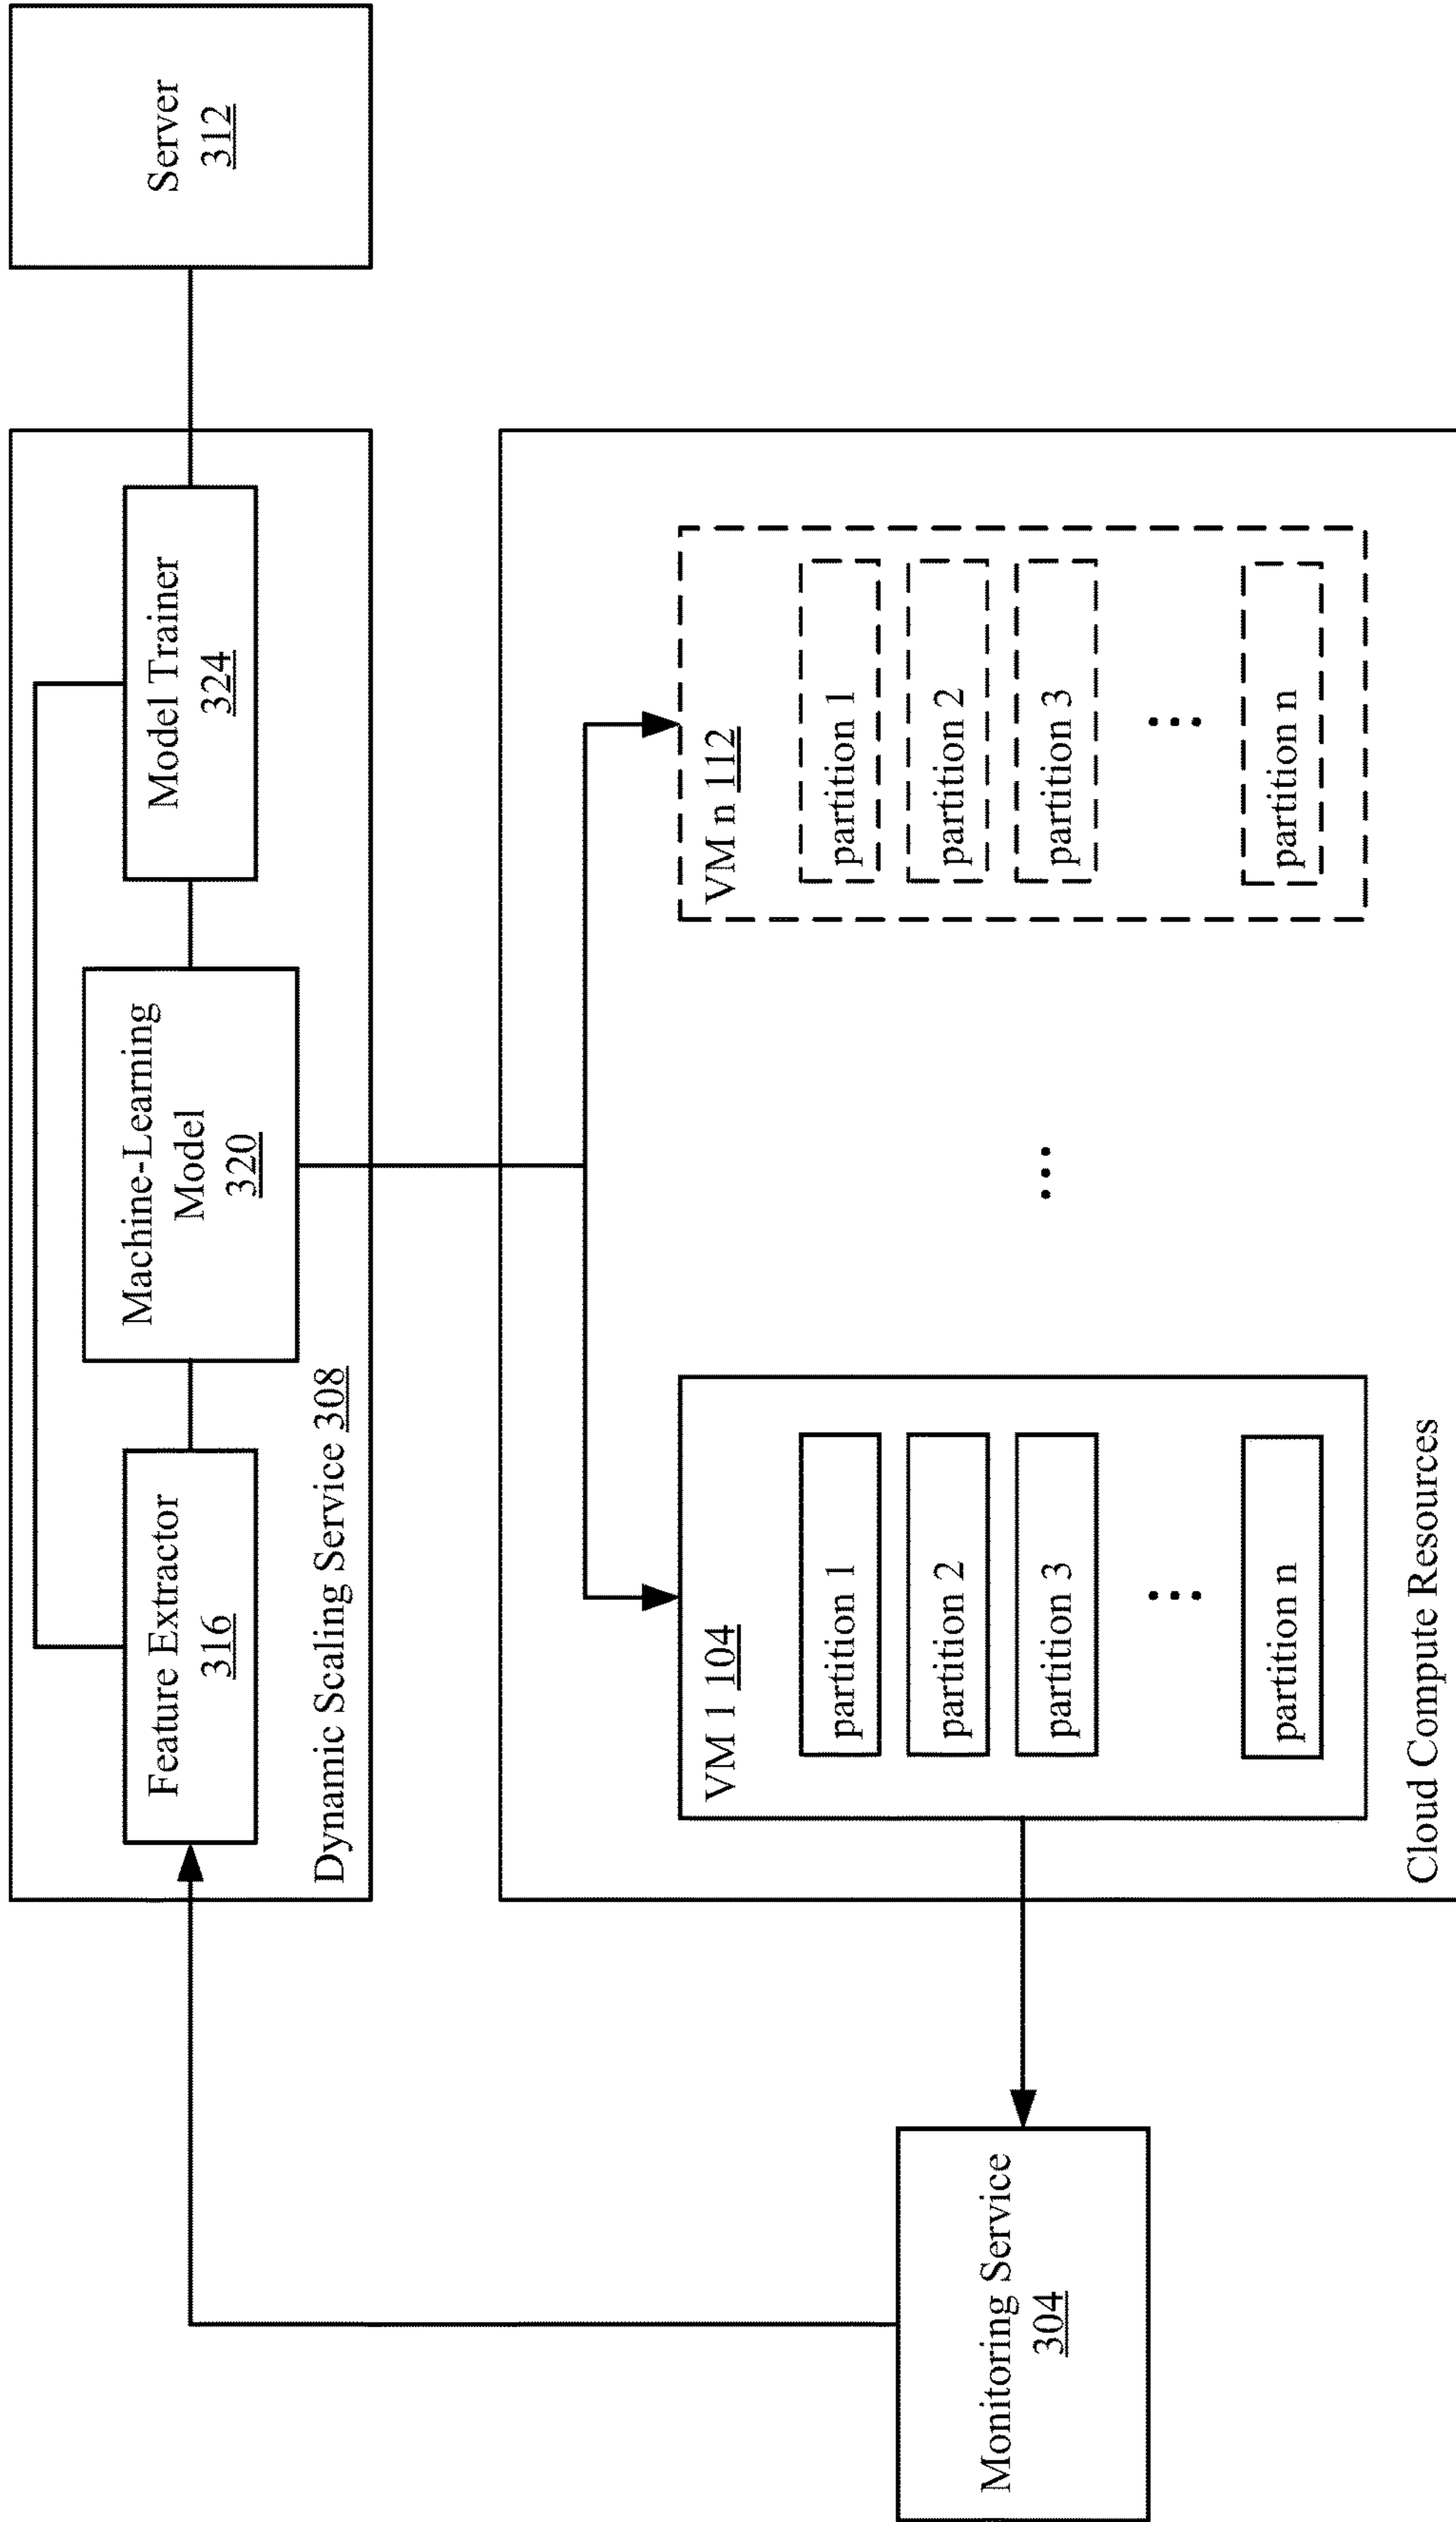 Feature Extractor
316
Machine-Learning
Model
320
Model Trainer
324
Dynamic Scaling Service 308
Server
312
Monitoring Service
304
VM 1 104
partition 1
partition 2
partition 3
partition n
VM n 112
partition 1
partition 2
partition 3
partition n
Cloud Compute Resources